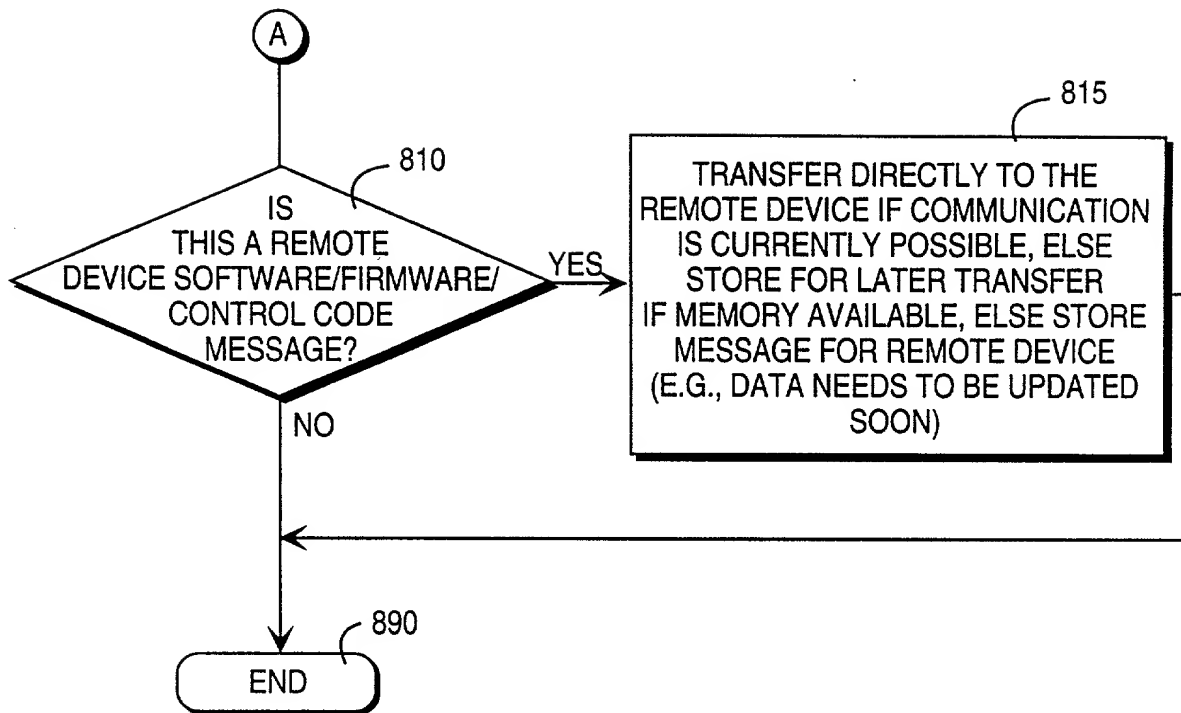 A
810
IS
THIS A REMOTE
DEVICE SOFTWARE/FIRMWARE/
CONTROL CODE
MESSAGE?
YES
NO
815
TRANSFER DIRECTLY TO THE
REMOTE DEVICE IF COMMUNICATION
IS CURRENTLY POSSIBLE, ELSE
STORE FOR LATER TRANSFER
IF MEMORY AVAILABLE, ELSE STORE
MESSAGE FOR REMOTE DEVICE
(E.G., DATA NEEDS TO BE UPDATED
SOON)
890
END